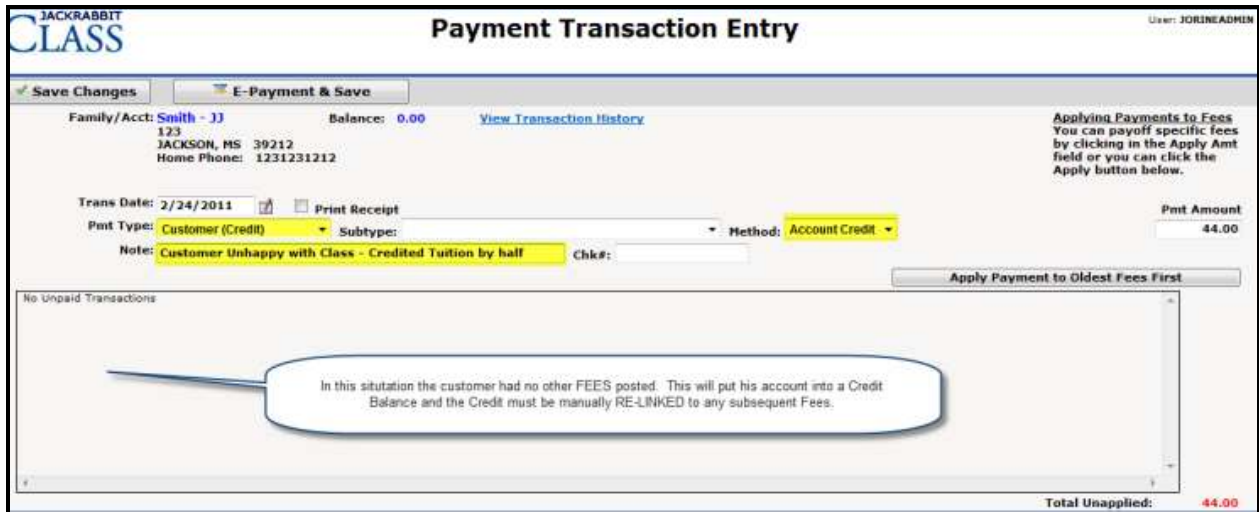 JACKRABBIT
CLASS
Payment Transaction Entry
User: JORINEADMIN
Save Changes
E-Payment & Save
Family/Acct: Smith - JJ Balance: 0.00 View Transaction History
123
JACKSON, MS 39212
Home Phone: 1231231212
Applying Payments to Fees
You can payoff specific fees
by clicking in the Apply Amt
field or you can click the
Apply button below.
Trans Date: 2/24/2011 Print Receipt Pmt Amount
Pmt Type: Customer (Credit) Subtype: Method: Account Credit 44.00
Note: Customer Unhappy with Class - Credited Tuition by half Chk#:
Apply Payment to Oldest Fees First
No Unpaid Transactions
In this situtation the customer had no other FEES posted. This will put his account into a Credit
Balance and the Credit must be manually RE-LINKED to any subsequent Fees.
Total Unapplied: 44.00